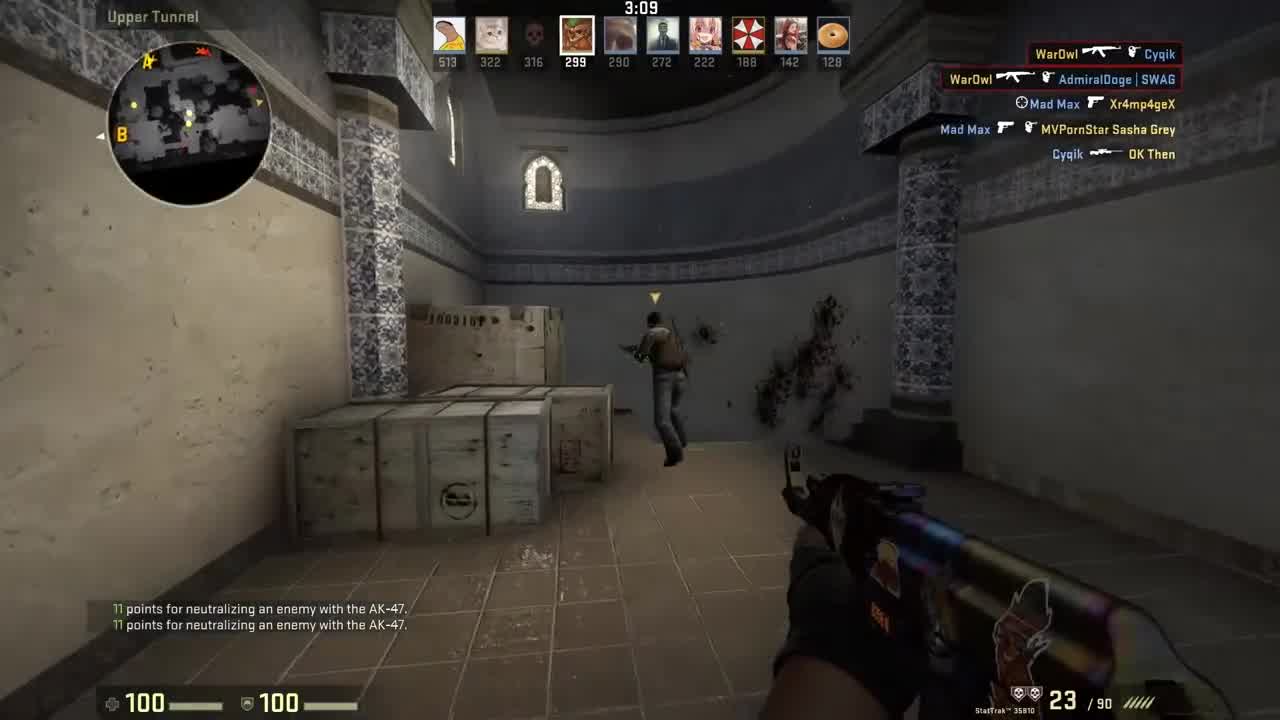 Upper Tunnel
3:09
513 322 316 299 290 272 222 188 142 128
A
B
WarOwl Cyqik
WarOwl AdmiralDoge | SWAG
Mad Max Xr4mp4geX
Mad Max MVPornStar Sasha Grey
Cyqik OK Then
11 points for neutralizing an enemy with the AK-47.
11 points for neutralizing an enemy with the AK-47.
100 100
StatTrak™ 35810
23 / 90